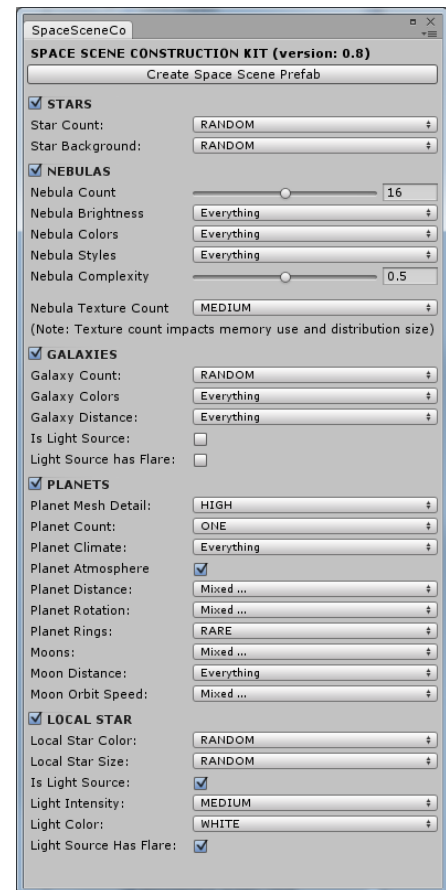 SpaceSceneCo
SPACE SCENE CONSTRUCTION KIT (version: 0.8)
Create Space Scene Prefab
STARS
Star Count: RANDOM
Star Background: RANDOM
NEBULAS
Nebula Count 16
Nebula Brightness Everything
Nebula Colors Everything
Nebula Styles Everything
Nebula Complexity 0.5
Nebula Texture Count MEDIUM
(Note: Texture count impacts memory use and distribution size)
GALAXIES
Galaxy Count: RANDOM
Galaxy Colors Everything
Galaxy Distance: Everything
Is Light Source:
Light Source has Flare:
PLANETS
Planet Mesh Detail: HIGH
Planet Count: ONE
Planet Climate: Everything
Planet Atmosphere
Planet Distance: Mixed ...
Planet Rotation: Mixed ...
Planet Rings: RARE
Moons: Mixed ...
Moon Distance: Everything
Moon Orbit Speed: Mixed ...
LOCAL STAR
Local Star Color: RANDOM
Local Star Size: RANDOM
Is Light Source:
Light Intensity: MEDIUM
Light Color: WHITE
Light Source Has Flare: